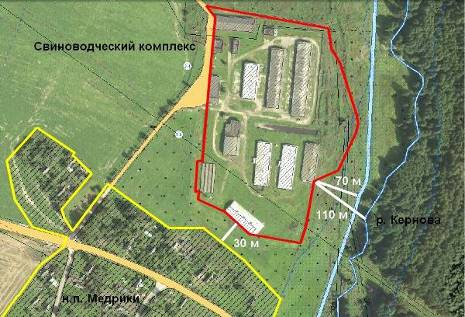 Свиноводческий комплекс
70 м
110 м
р. Кернова
30 м
н.п. Медрики